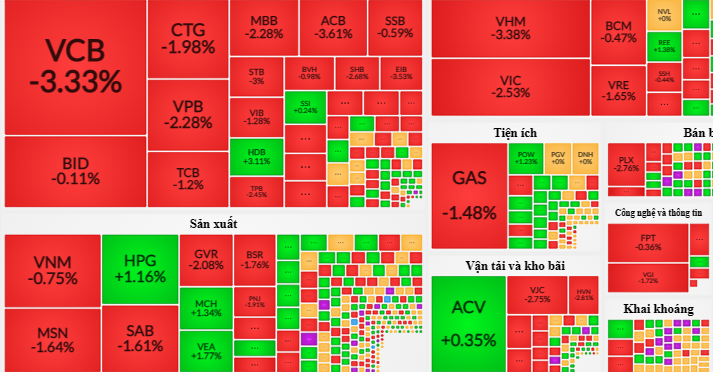 VCB
-3.33%
CTG
-1.98%
MBB
-2.28%
ACB
-3.61%
SSB
-0.59%
STB
-3%
BVH
-0.98%
SHB
-2.68%
EIB
-3.53%
VPB
-2.28%
VIB
-1.28%
SSI
+0.24%
HDB
+3.11%
BID
-0.11%
TCB
-1.2%
TPB
-2.45%
VHM
-3.38%
BCM
-0.47%
NVL
+0%
REE
+1.38%
VIC
-2.53%
VRE
-1.65%
SSH
-0.44%
Tiện ích
GAS
-1.48%
POW
+1.23%
PGV
+0%
DNH
+0%
Bán b
PLX
-2.76%
Sản xuất
VNM
-0.75%
HPG
+1.16%
GVR
-2.08%
BSR
-1.76%
MCH
+1.34%
PNJ
-1.91%
MSN
-1.64%
SAB
-1.61%
VEA
+1.77%
Công nghệ và thông tin
FPT
-0.36%
VGI
-1.72%
Vận tải và kho bãi
ACV
+0.35%
VJC
-2.75%
HVN
-2.81%
Khai khoáng